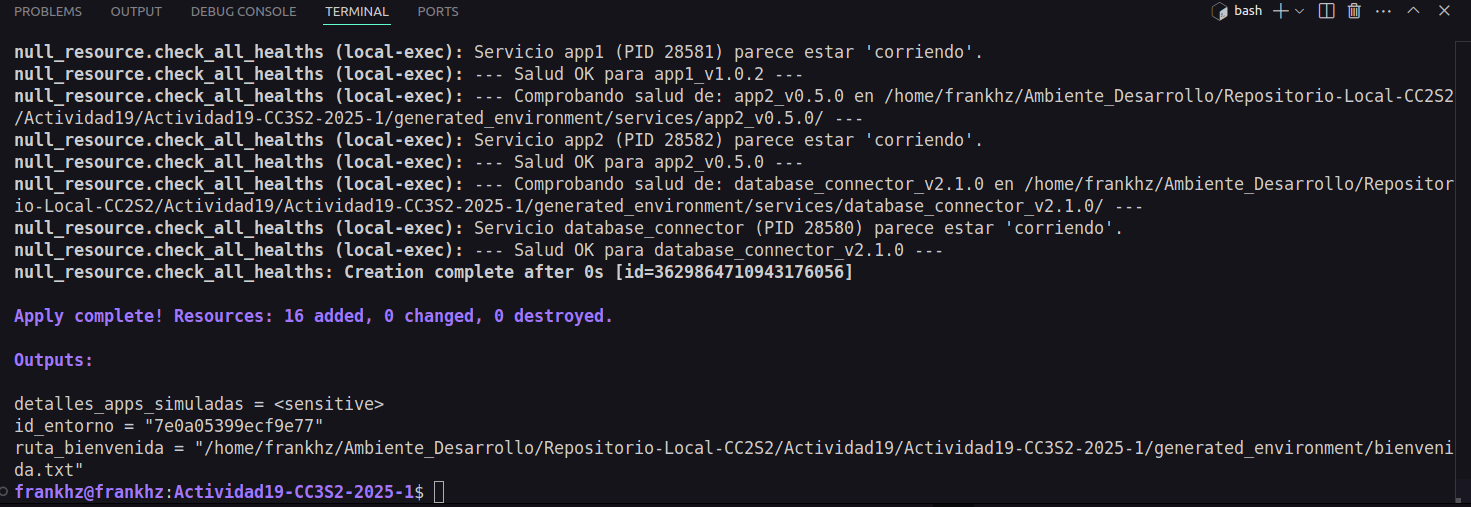 PROBLEMS OUTPUT DEBUG CONSOLE TERMINAL PORTS bash
null_resource.check_all_healths (local-exec): Servicio app1 (PID 28581) parece estar 'corriendo'.
null_resource.check_all_healths (local-exec): --- Salud OK para app1_v1.0.2 ---
null_resource.check_all_healths (local-exec): --- Comprobando salud de: app2_v0.5.0 en /home/frankhz/Ambiente_Desarrollo/Repositorio-Local-CC2S2
/Actividad19/Actividad19-CC3S2-2025-1/generated_environment/services/app2_v0.5.0/ ---
null_resource.check_all_healths (local-exec): Servicio app2 (PID 28582) parece estar 'corriendo'.
null_resource.check_all_healths (local-exec): --- Salud OK para app2_v0.5.0 ---
null_resource.check_all_healths (local-exec): --- Comprobando salud de: database_connector_v2.1.0 en /home/frankhz/Ambiente_Desarrollo/Repositor
io-Local-CC2S2/Actividad19/Actividad19-CC3S2-2025-1/generated_environment/services/database_connector_v2.1.0/ ---
null_resource.check_all_healths (local-exec): Servicio database_connector (PID 28580) parece estar 'corriendo'.
null_resource.check_all_healths (local-exec): --- Salud OK para database_connector_v2.1.0 ---
null_resource.check_all_healths: Creation complete after 0s [id=3629864710943176056]
Apply complete! Resources: 16 added, 0 changed, 0 destroyed.
Outputs:
detalles_apps_simuladas = <sensitive>
id_entorno = "7e0a05399ecf9e77"
ruta_bienvenida = "/home/frankhz/Ambiente_Desarrollo/Repositorio-Local-CC2S2/Actividad19/Actividad19-CC3S2-2025-1/generated_environment/bienveni
da.txt"
frankhz@frankhz:Actividad19-CC3S2-2025-1$